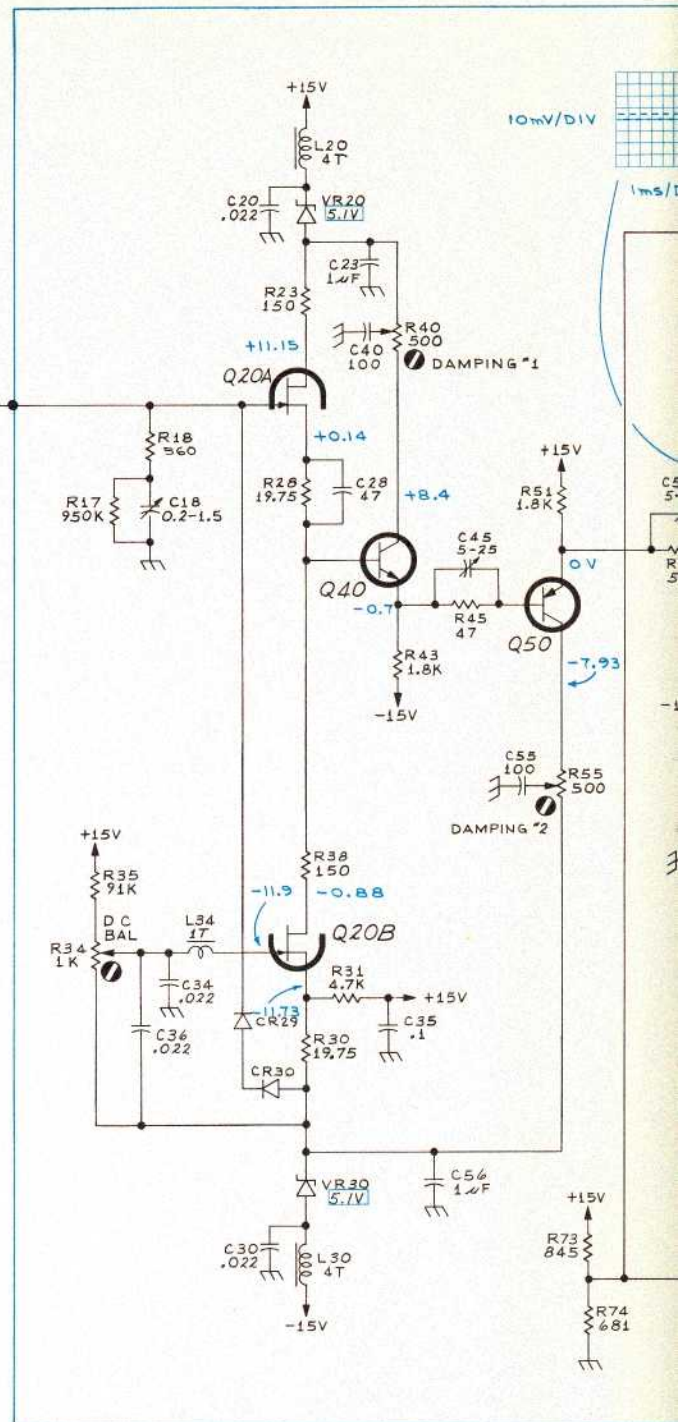 +15V
10mV/DIV
L20
4T
1ms/D
C20
.022
VR20
5.1V
C23
1µF
R23
150
R40
500
C40
100
DAMPING #1
+11.15
Q20A
+0.14
R18
560
+15V
R28
19.75
C28
47
R17
950K
C18
0.2-1.5
+8.4
R51
1.8K
C5
5-
C45
5-25
0V
R
5
Q40
-0.7
R45
47
Q50
R43
1.8K
-7.93
-15V
-1
C55
100
R55
500
DAMPING #2
+15V
R35
91K
R38
150
-11.9
-0.88
DC
BAL
L34
1T
Q20B
R34
1K
R31
4.7K
+15V
C34
.022
-11.73
CR29
C35
.1
C36
.022
R30
19.75
CR30
VR30
5.1V
C56
1µF
+15V
C30
.022
L30
4T
R73
845
-15V
R74
681